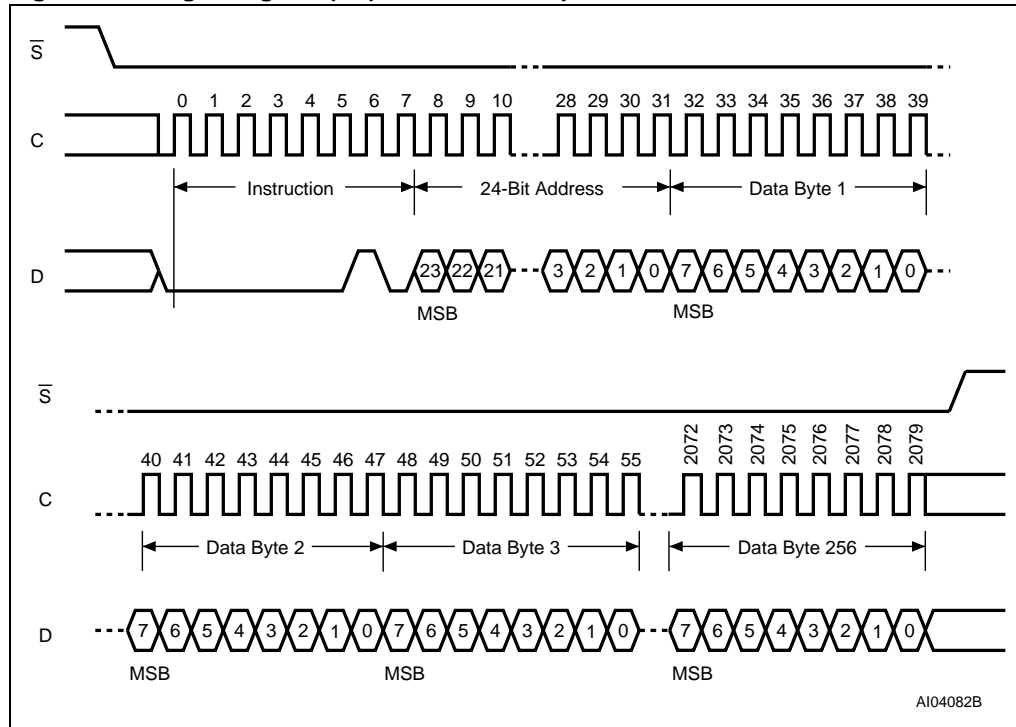 S
0 1 2 3 4 5 6 7 8 9 10 28 29 30 31 32 33 34 35 36 37 38 39
C
Instruction 24-Bit Address Data Byte 1
D 23 22 21 3 2 1 0 7 6 5 4 3 2 1 0
MSB MSB
S
40 41 42 43 44 45 46 47 48 49 50 51 52 53 54 55 2072 2073 2074 2075 2076 2077 2078 2079
C
Data Byte 2 Data Byte 3 Data Byte 256
D 7 6 5 4 3 2 1 0 7 6 5 4 3 2 1 0 7 6 5 4 3 2 1 0
MSB MSB MSB
AI04082B